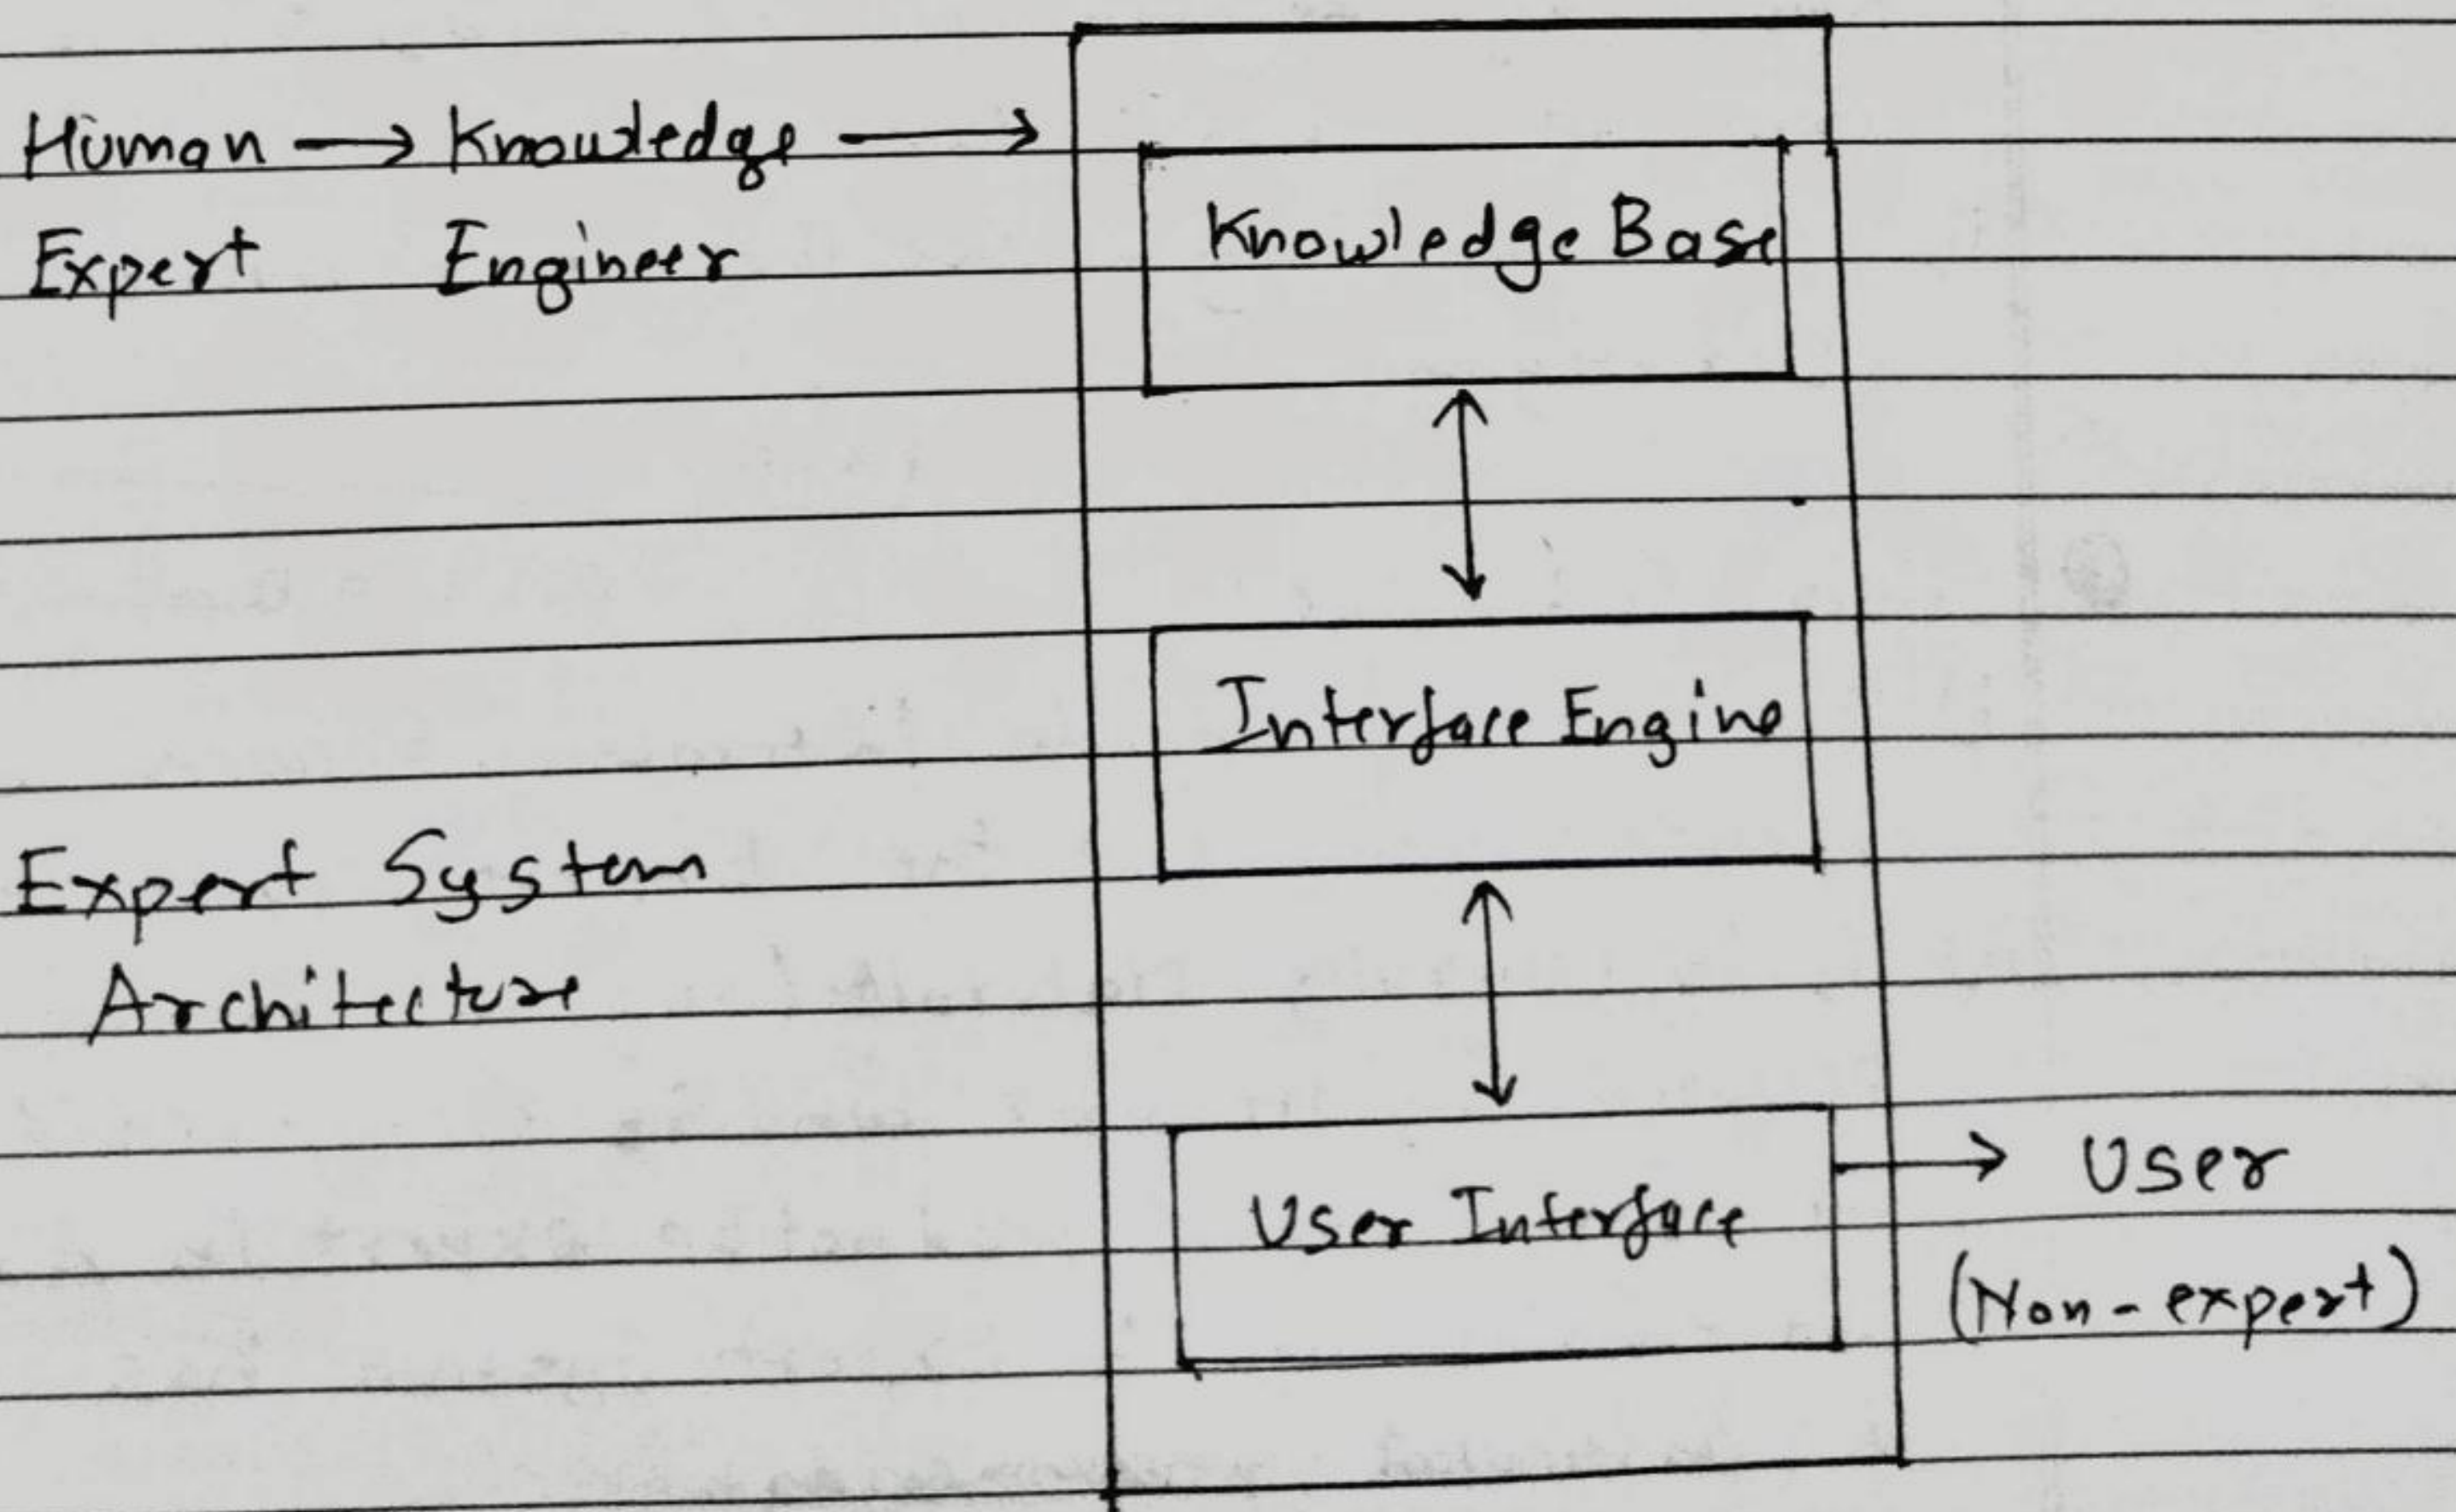 Human → Knowledge →
Expert Engineer
Knowledge Base
Interface Engine
Expert System
Architecture
User Interface
User
(Non-expert)